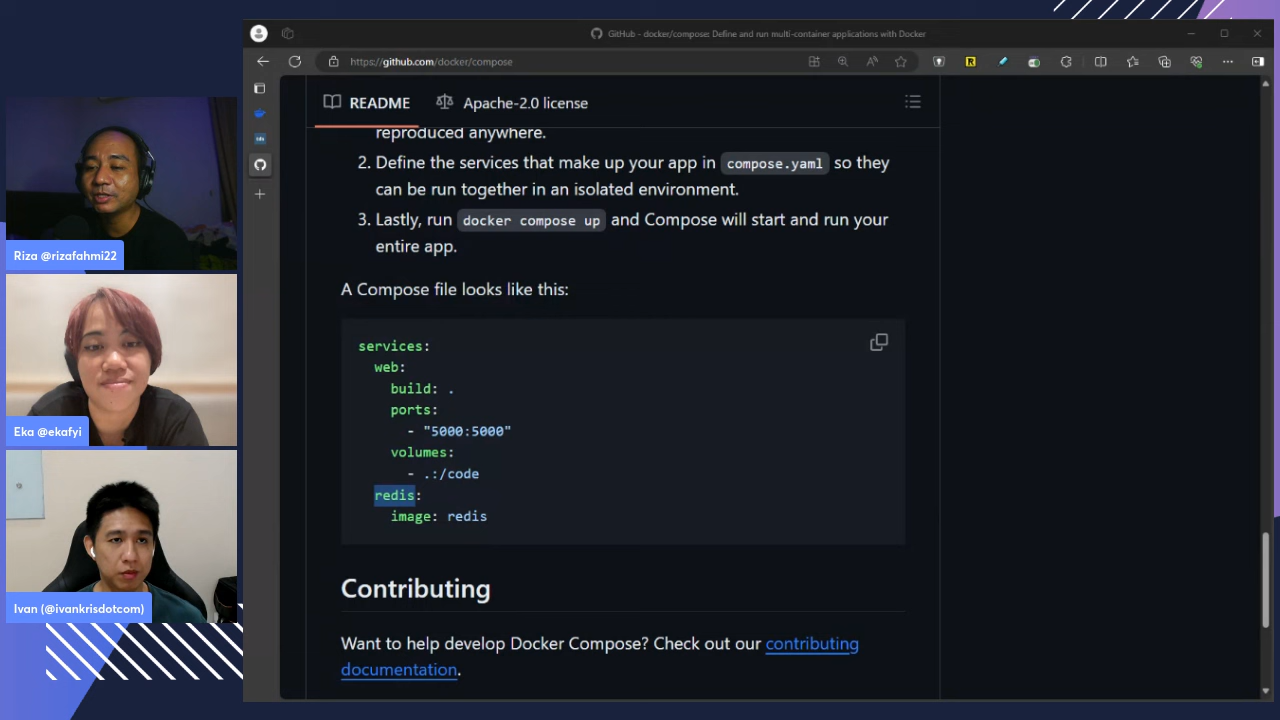 GitHub - docker/compose: Define and run multi-container applications with Docker
https://github.com/docker/compose
README
Apache-2.0 license
reproduced anywhere.
2. Define the services that make up your app in compose.yaml so they
can be run together in an isolated environment.
3. Lastly, run docker compose up and Compose will start and run your
entire app.
A Compose file looks like this:
services:
web:
build: .
ports:
- "5000:5000"
volumes:
- .:/code
redis:
image: redis
Contributing
Want to help develop Docker Compose? Check out our contributing
documentation.
Riza @rizafahmi22
Eka @ekafyi
Ivan (@ivankrisdotcom)